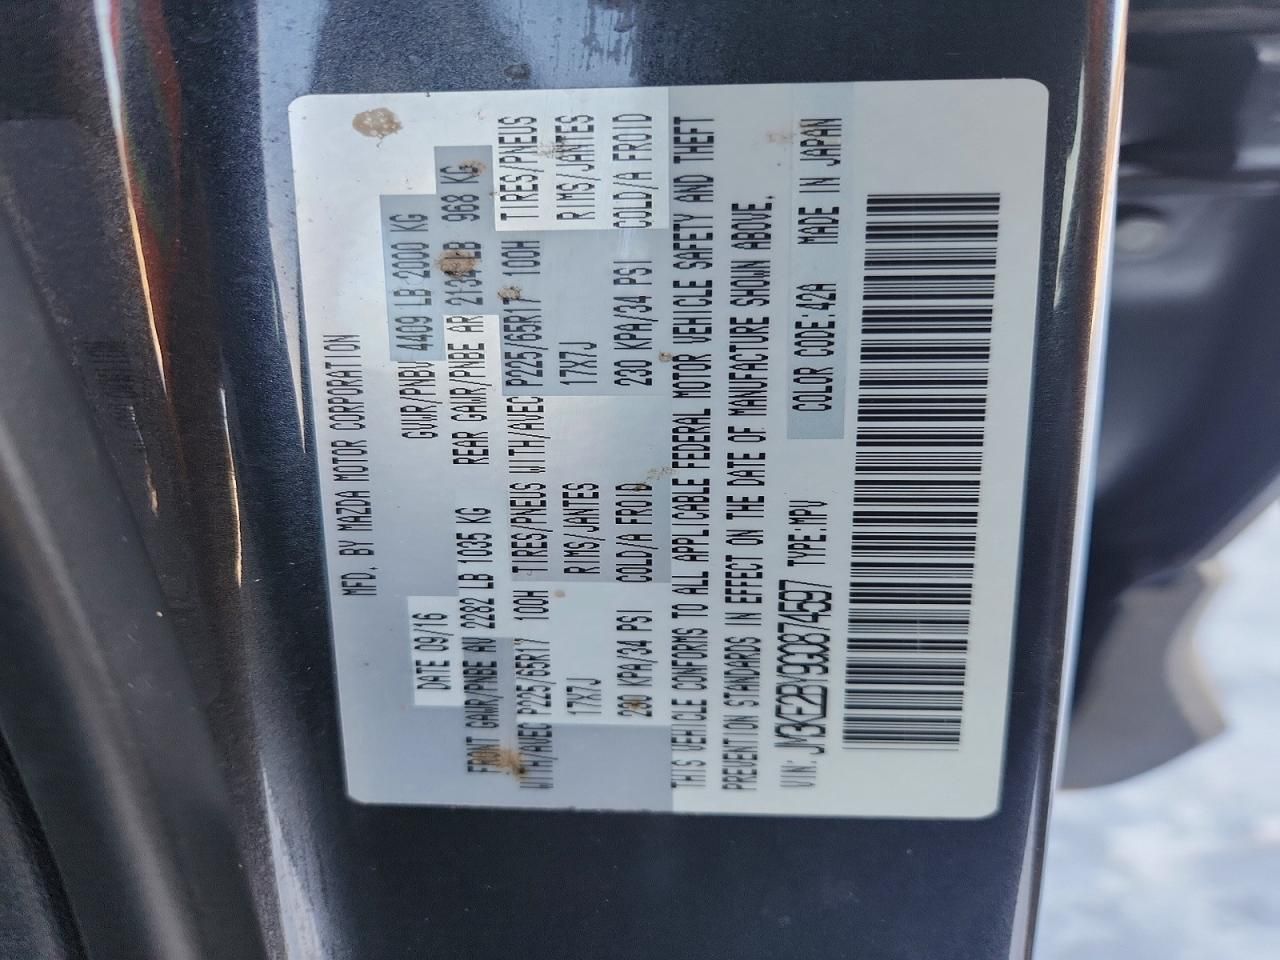 MFD. BY MAZDA MOTOR CORPORATION
DATE 09/16 GVWR/PNBV 4409 LB 2000 KG
FRONT GAWR/PNBE AV 2282 LB 1035 KG REAR GAWR/PNBE AR 2134 LB 968 KG
WITH/AVEC P225/65R17 100H TIRES/PNEUS WITH/AVEC P225/65R17 100H TIRES/PNEUS
17X7J RIMS/JANTES 17X7J RIMS/JANTES
230 KPA/34 PSI COLD/A FROID 230 KPA/34 PSI COLD/A FROID
THIS VEHICLE CONFORMS TO ALL APPLICABLE FEDERAL MOTOR VEHICLE SAFETY AND THEFT
PREVENTION STANDARDS IN EFFECT ON THE DATE OF MANUFACTURE SHOWN ABOVE.
VIN: JM3KE2BY9G0874597 TYPE:MPV COLOR CODE:42A MADE IN JAPAN